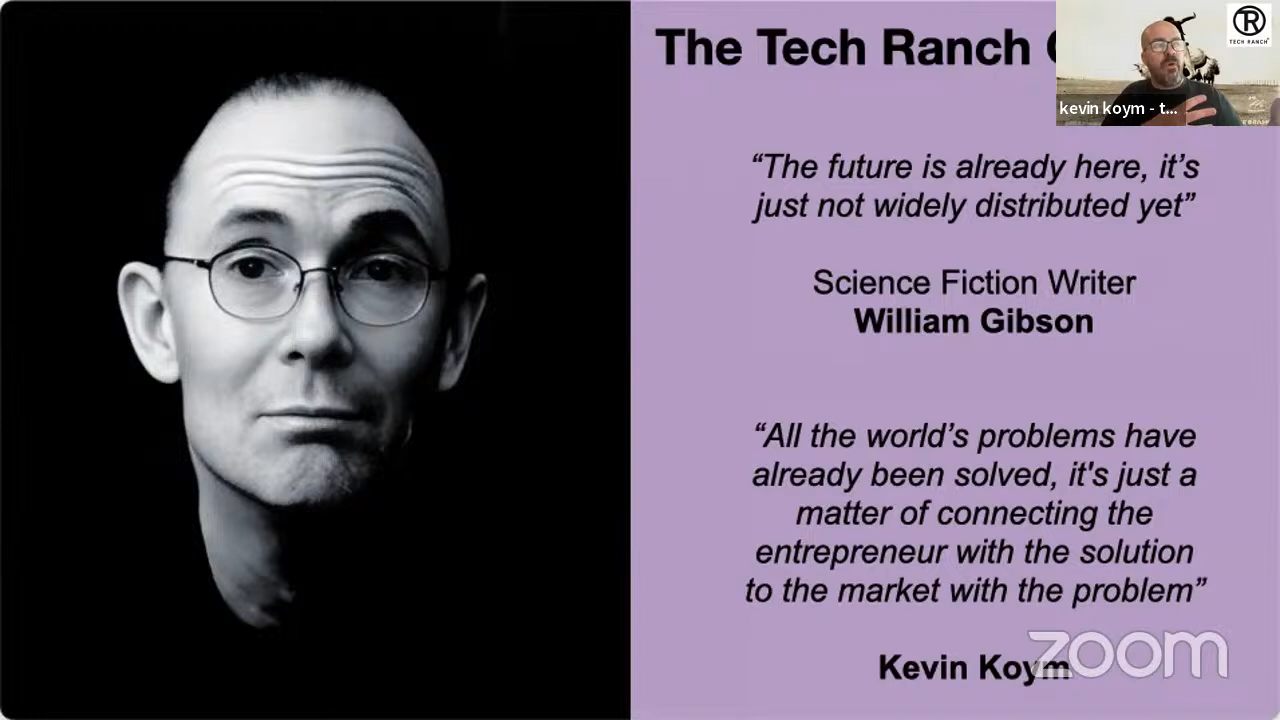 The Tech Ranch
TR
TECH RANCH
kevin koym - t...
“The future is already here, it’s
just not widely distributed yet”
Science Fiction Writer
William Gibson
“All the world’s problems have
already been solved, it's just a
matter of connecting the
entrepreneur with the solution
to the market with the problem”
Kevin Koym
zoom